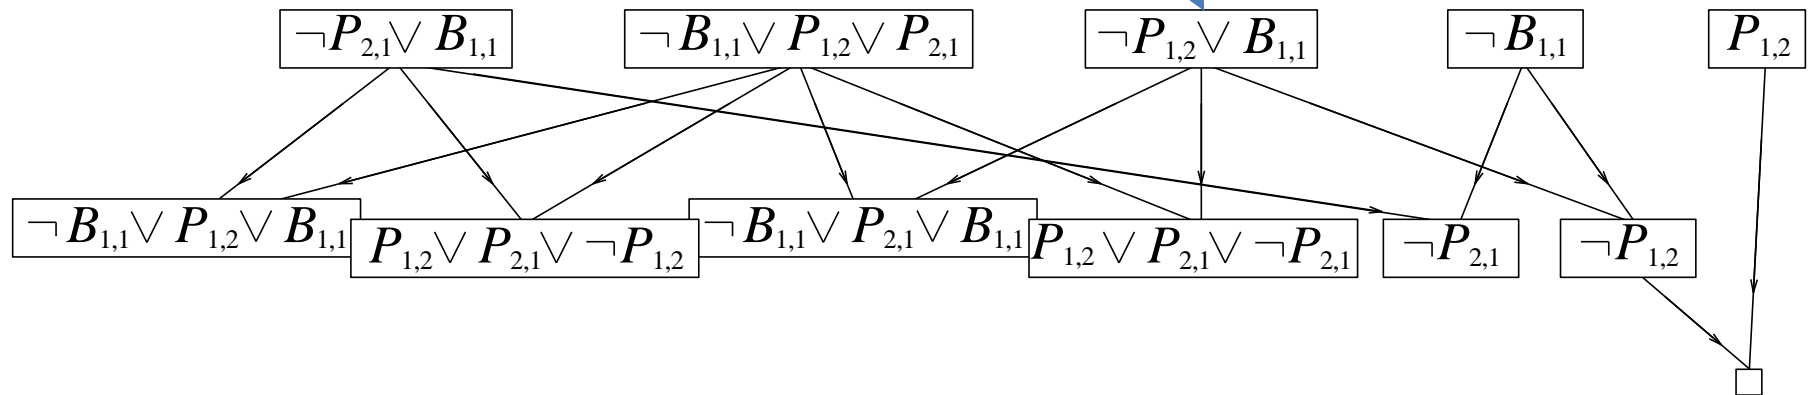 ¬P2,1 ∨ B1,1
¬B1,1 ∨ P1,2 ∨ P2,1
¬P1,2 ∨ B1,1
¬B1,1
P1,2
¬B1,1 ∨ P1,2 ∨ B1,1
P1,2 ∨ P2,1 ∨ ¬P1,2
¬B1,1 ∨ P2,1 ∨ B1,1
P1,2 ∨ P2,1 ∨ ¬P2,1
¬P2,1
¬P1,2